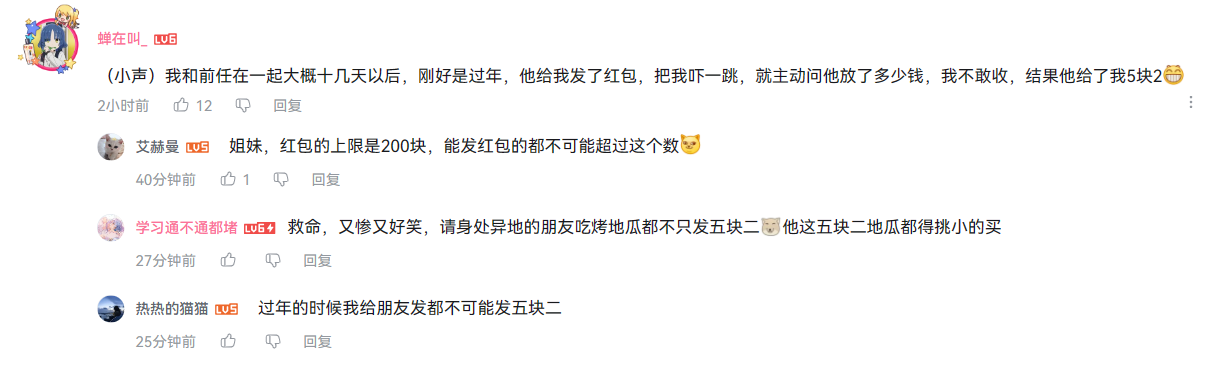 蝉在叫_ LV6
（小声）我和前任在一起大概十几天以后，刚好是过年，他给我发了红包，把我吓一跳，就主动问他放了多少钱，我不敢收，结果他给了我5块2
2小时前 12 回复
艾赫曼 LV5 姐妹，红包的上限是200块，能发红包的都不可能超过这个数
40分钟前 1 回复
学习通不通都堵 LV6 救命，又惨又好笑，请身处异地的朋友吃烤地瓜都不只发五块二他这五块二地瓜都得挑小的买
27分钟前 回复
热热的猫猫 LV5 过年的时候我给朋友发都不可能发五块二
25分钟前 回复